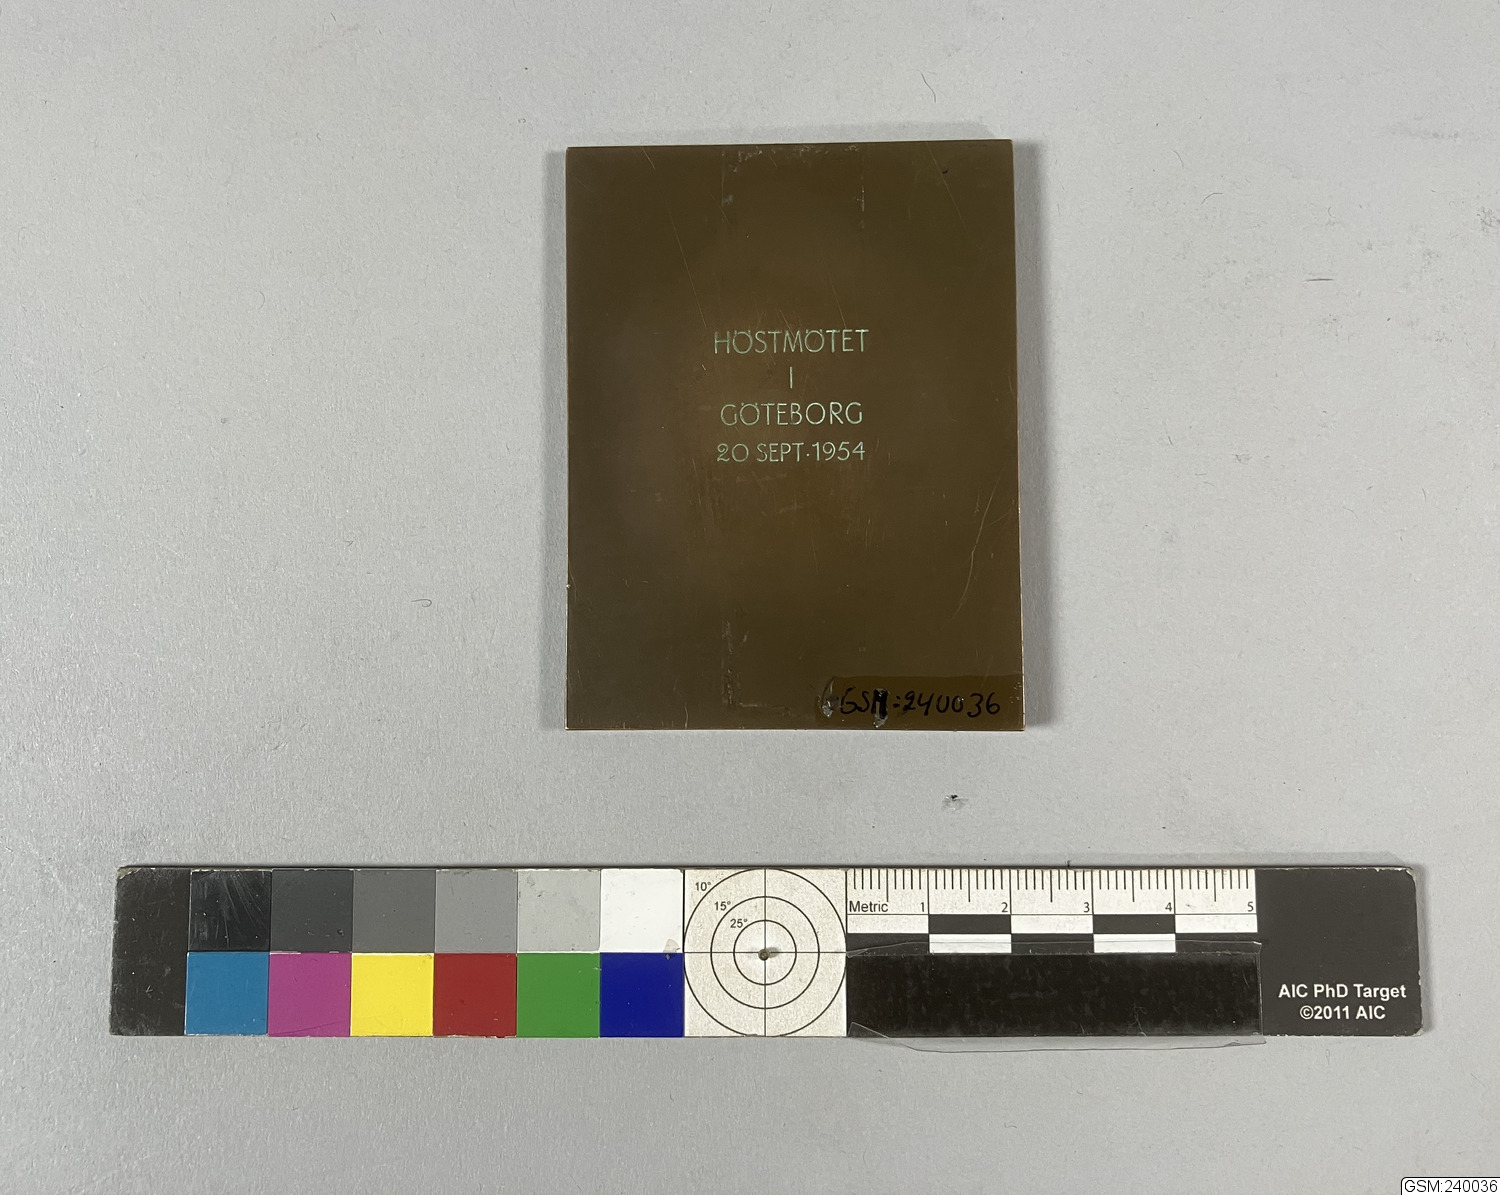 HÖSTMÖTET
I
GÖTEBORG
20 SEPT·1954
GSM:240036
10°
15°
25°
Metric 1 2 3 4 5
AIC PhD Target
©2011 AIC
GSM:240036